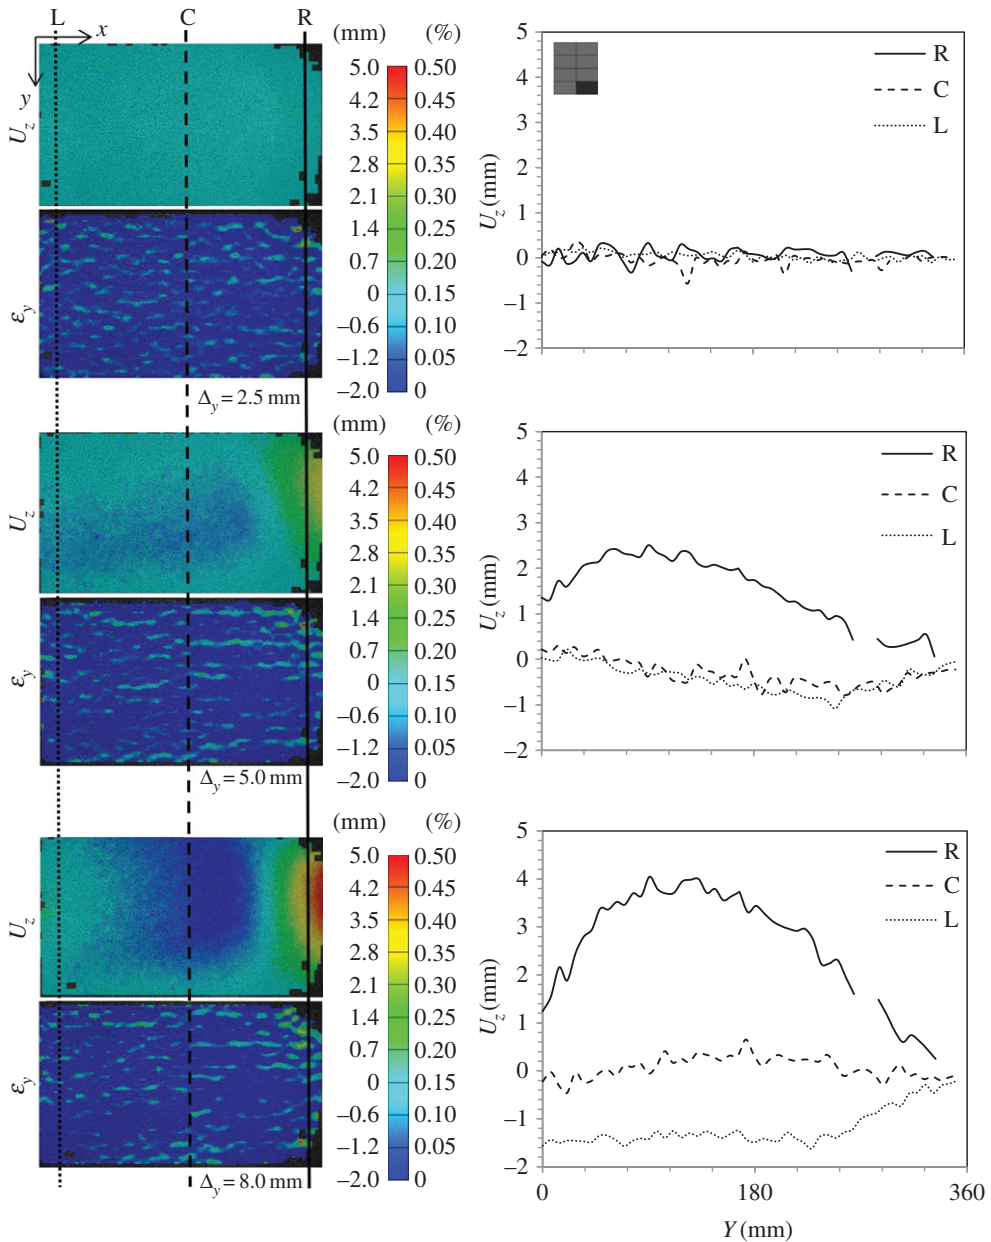 L C R
x
y
(mm) (%)
5.0 0.50
4.2 0.45
3.5 0.40
2.8 0.35
2.1 0.30
1.4 0.25
0.7 0.20
0 0.15
–0.6 0.10
–1.2 0.05
–2.0 0
U_z
ε_y
Δ_y = 2.5 mm
5
4
3
2
1
0
–1
–2
U_z (mm)
R
C
L
(mm) (%)
5.0 0.50
4.2 0.45
3.5 0.40
2.8 0.35
2.1 0.30
1.4 0.25
0.7 0.20
0 0.15
–0.6 0.10
–1.2 0.05
–2.0 0
U_z
ε_y
Δ_y = 5.0 mm
5
4
3
2
1
0
–1
–2
U_z (mm)
R
C
L
(mm) (%)
5.0 0.50
4.2 0.45
3.5 0.40
2.8 0.35
2.1 0.30
1.4 0.25
0.7 0.20
0 0.15
–0.6 0.10
–1.2 0.05
–2.0 0
U_z
ε_y
Δ_y = 8.0 mm
5
4
3
2
1
0
–1
–2
U_z (mm)
R
C
L
0 180 360
Y (mm)